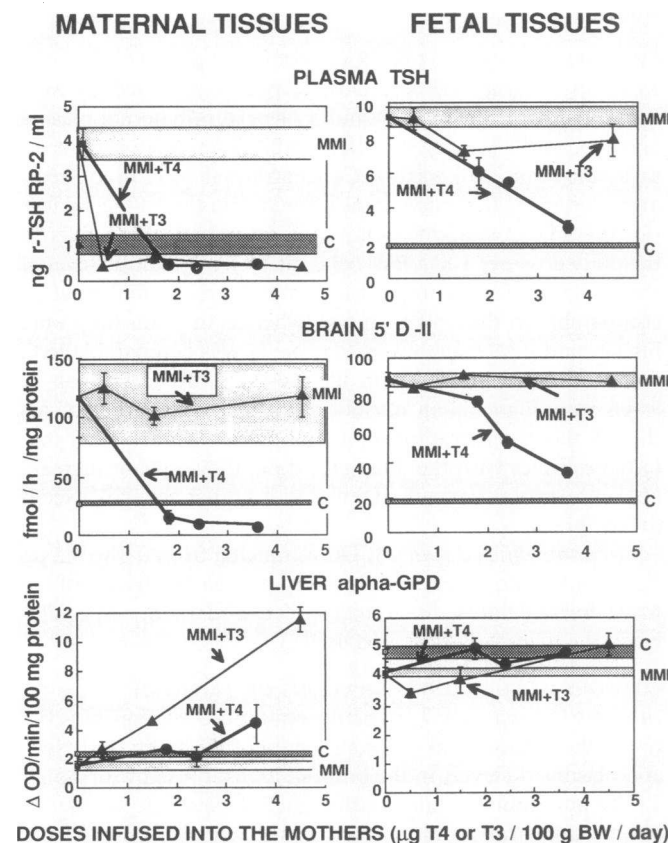 MATERNAL TISSUES FETAL TISSUES
PLASMA TSH
ng r-TSH RP-2 / ml
5
4
3
2
1
0
MMI
MMI+T4
MMI+T3
C
0 1 2 3 4 5
10
8
6
4
2
0
MMI
MMI+T3
MMI+T4
C
0 1 2 3 4
BRAIN 5' D -II
fmol / h /mg protein
150
100
50
0
MMI+T3
MMI
MMI+T4
C
0 1 2 3 4 5
100
80
60
40
20
0
MMI
MMI+T3
MMI+T4
C
0 1 2 3 4 5
LIVER alpha-GPD
Δ OD/min/100 mg protein
12
10
8
6
4
2
0
MMI+T3
MMI+T4
C
MMI
0 1 2 3 4 5
6
5
4
3
2
1
0
MMI+T4
C
MMI
MMI+T3
0 1 2 3 4 5
DOSES INFUSED INTO THE MOTHERS (μg T4 or T3 / 100 g BW / day)